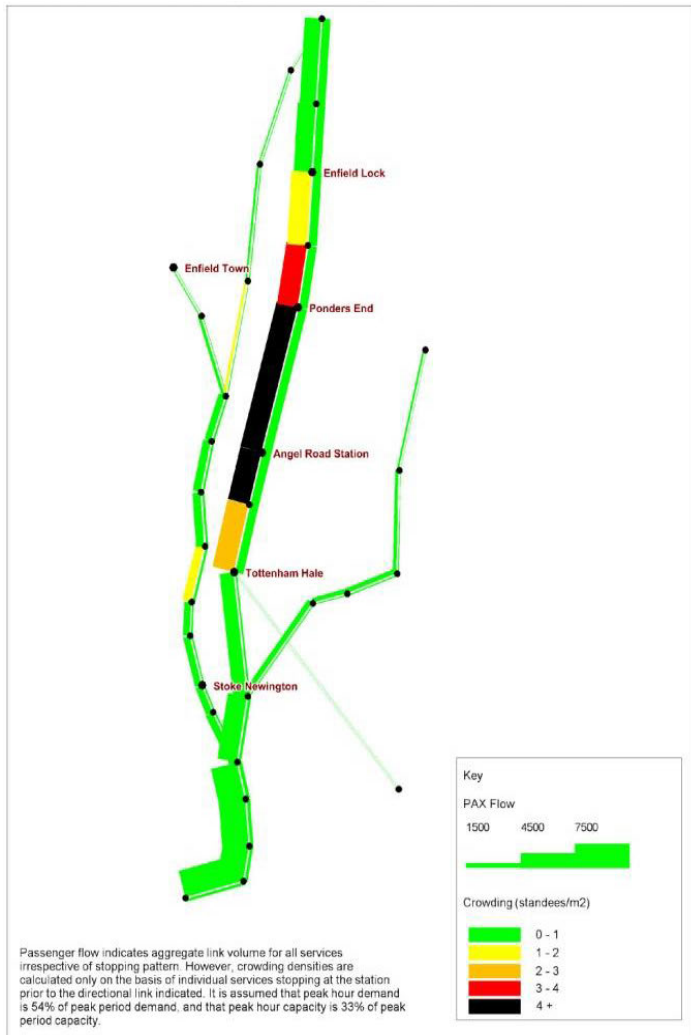 Enfield Lock
Enfield Town
Ponders End
Angel Road Station
Tottenham Hale
Stoke Newington
Key
PAX Flow
1500 4500 7500
Crowding (standees/m2)
0 - 1
1 - 2
2 - 3
3 - 4
4 +
Passenger flow indicates aggregate link volume for all services
irrespective of stopping pattern. However, crowding densities are
calculated only on the basis of individual services stopping at the station
prior to the directional link indicated. It is assumed that peak hour demand
is 54% of peak period demand, and that peak hour capacity is 33% of peak
period capacity.